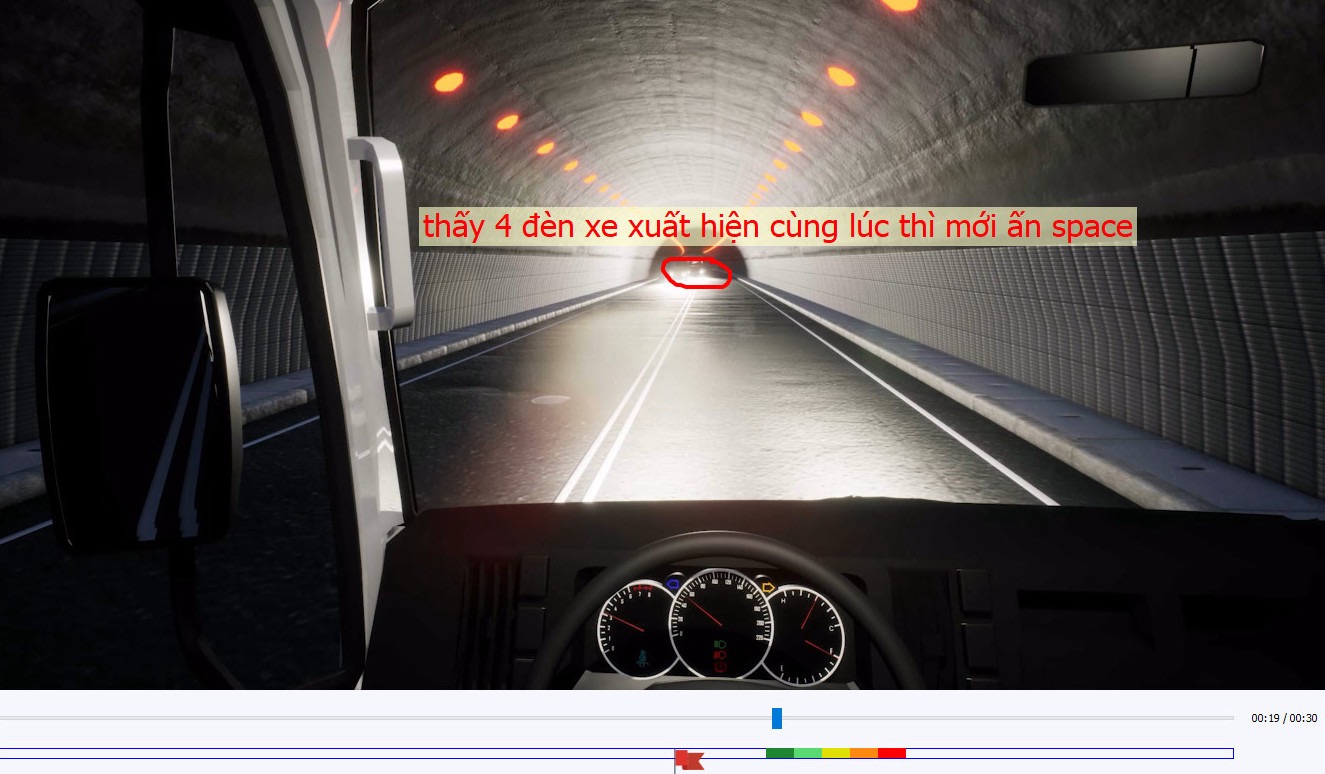 thấy 4 đèn xe xuất hiện cùng lúc thì mới ấn space
00:19 / 00:30